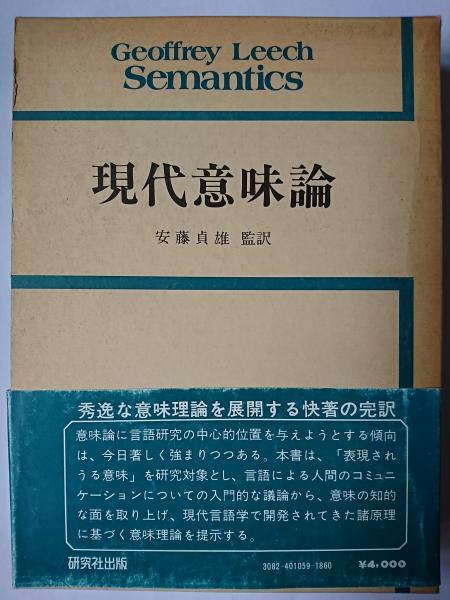 Geoffrey Leech
Semantics
現代意味論
安藤貞雄 監訳
秀逸な意味理論を展開する快著の完訳
意味論に言語研究の中心的位置を与えようとする傾向
は、今日著しく強まりつつある。本書は、「表現され
うる意味」を研究対象とし、言語による人間のコミュニ
ケーションについての入門的な議論から、意味の知的
な面を取り上げ、現代言語学で開発されてきた諸原理
に基づく意味理論を提示する。
研究社出版
3082-401059-1860
¥4,000